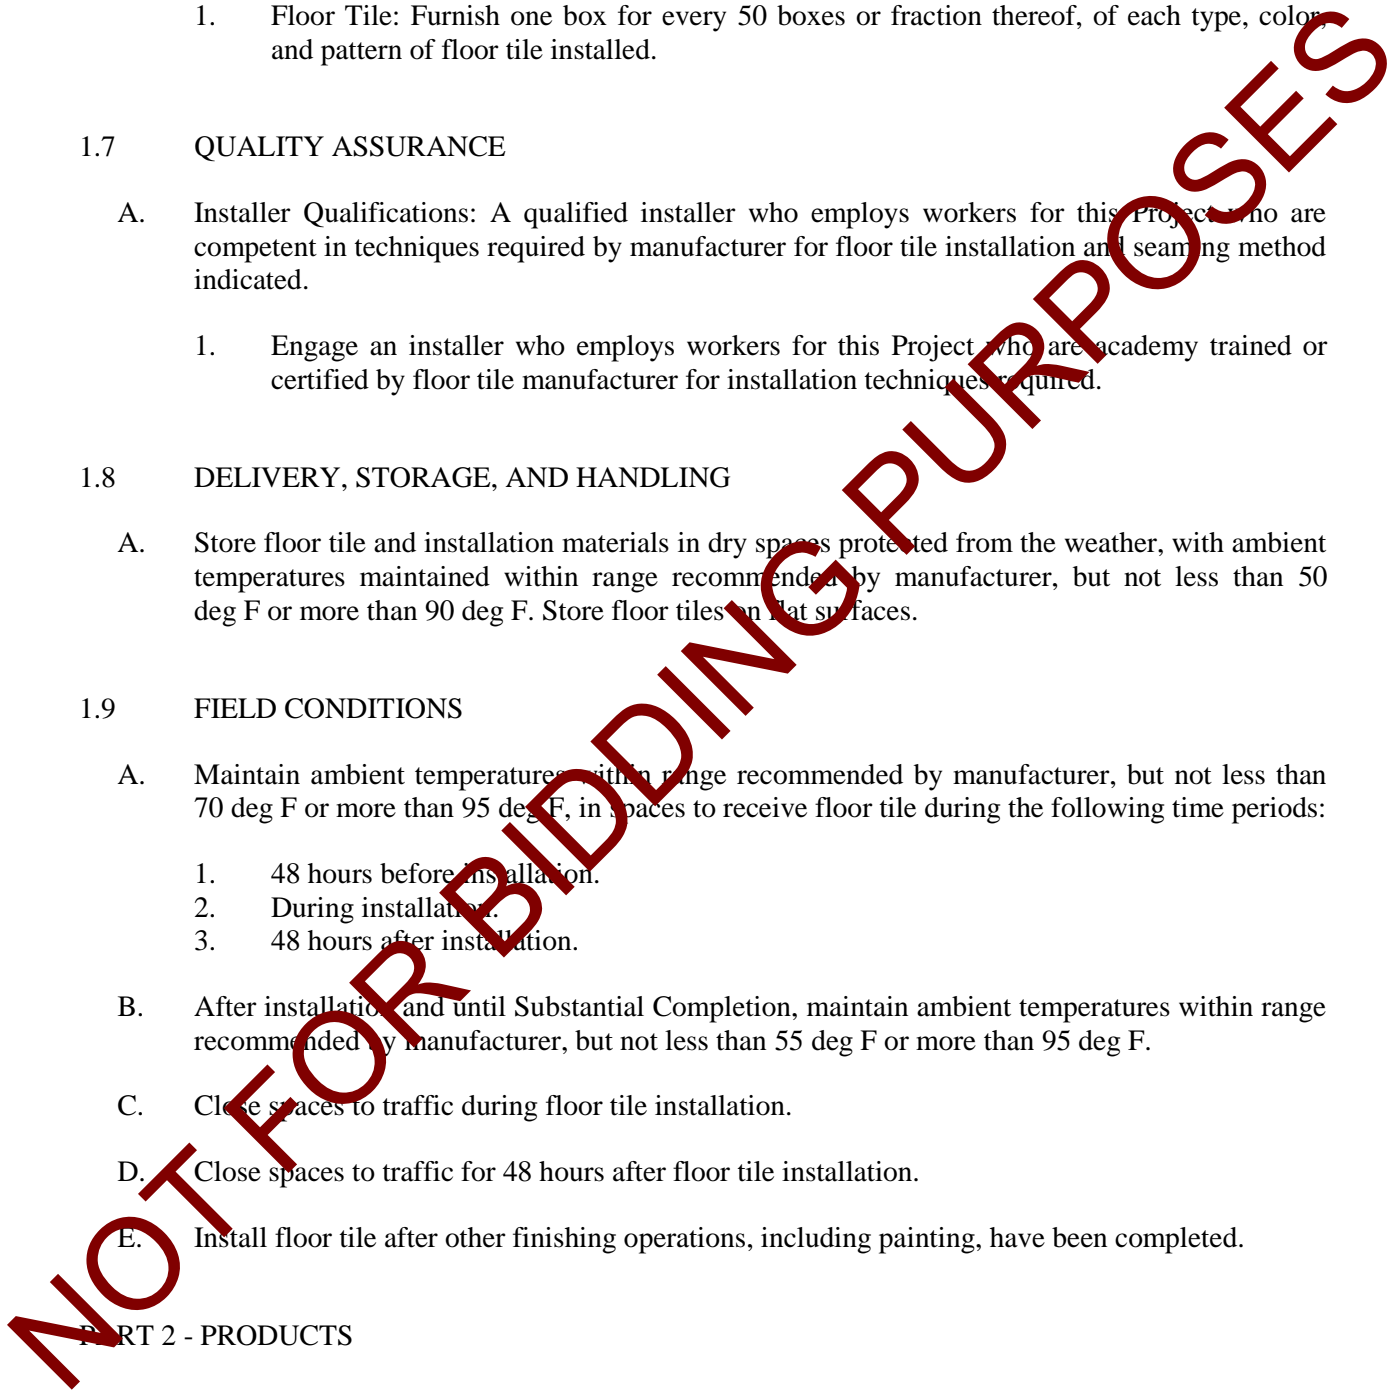 1. Floor Tile: Furnish one box for every 50 boxes or fraction thereof, of each type, color,
and pattern of floor tile installed.
1.7 QUALITY ASSURANCE
A. Installer Qualifications: A qualified installer who employs workers for this Project who are
competent in techniques required by manufacturer for floor tile installation and seaming method
indicated.
1. Engage an installer who employs workers for this Project who are academy trained or
certified by floor tile manufacturer for installation techniques required.
1.8 DELIVERY, STORAGE, AND HANDLING
A. Store floor tile and installation materials in dry spaces protected from the weather, with ambient
temperatures maintained within range recommended by manufacturer, but not less than 50
deg F or more than 90 deg F. Store floor tiles on flat surfaces.
1.9 FIELD CONDITIONS
A. Maintain ambient temperatures within range recommended by manufacturer, but not less than
70 deg F or more than 95 deg F, in spaces to receive floor tile during the following time periods:
1. 48 hours before installation.
2. During installation.
3. 48 hours after installation.
B. After installation and until Substantial Completion, maintain ambient temperatures within range
recommended by manufacturer, but not less than 55 deg F or more than 95 deg F.
C. Close spaces to traffic during floor tile installation.
D. Close spaces to traffic for 48 hours after floor tile installation.
E. Install floor tile after other finishing operations, including painting, have been completed.
PART 2 - PRODUCTS
NOT FOR BIDDING PURPOSES